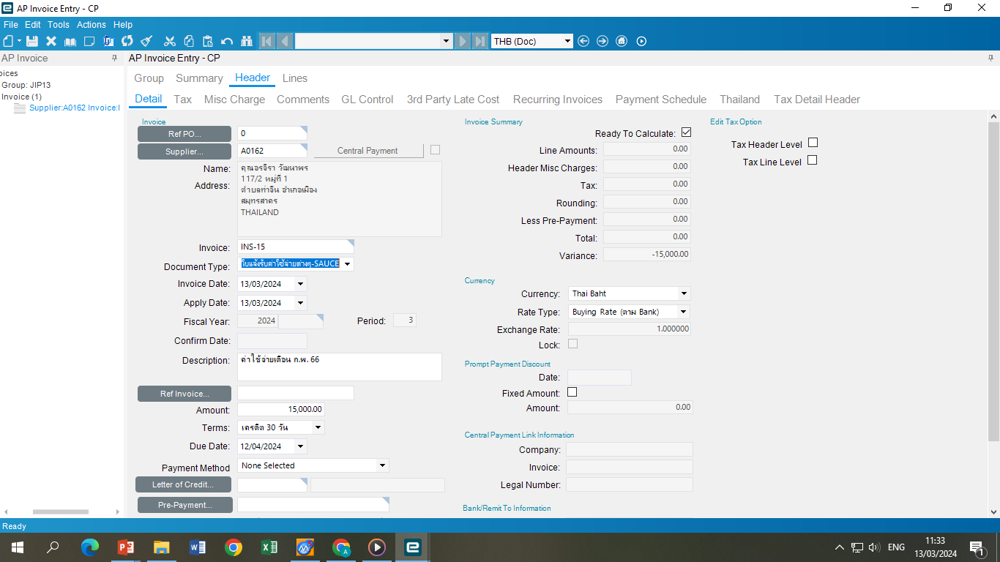 AP Invoice Entry - CP
File Edit Tools Actions Help
THB (Doc)
AP Invoice
AP Invoice Entry - CP
oices
Group: JIP13
Invoice (1)
Supplier:A0162 Invoice:I
Group Summary Header Lines
Detail Tax Misc Charge Comments GL Control 3rd Party Late Cost Recurring Invoices Payment Schedule Thailand Tax Detail Header
Invoice
Ref PO... 0
Supplier... A0162 Central Payment
Name: คุณอรจิรา วัฒนาพร
117/2 หมู่ที่ 1
Address: ตำบลท่าจีน อำเภอเมือง
สมุทรสาคร
THAILAND
Invoice: INS-15
Document Type: ใบแจ้งรับค่าใช้จ่ายต่างๆ-SAUCE
Invoice Date: 13/03/2024
Apply Date: 13/03/2024
Fiscal Year: 2024 Period: 3
Confirm Date:
Description: ค่าใช้จ่ายเดือน ก.พ. 66
Ref Invoice...
Amount: 15,000.00
Terms: เครดิต 30 วัน
Due Date: 12/04/2024
Payment Method None Selected
Letter of Credit...
Pre-Payment...
Invoice Summary
Ready To Calculate:
Line Amounts: 0.00
Header Misc Charges: 0.00
Tax: 0.00
Rounding: 0.00
Less Pre-Payment: 0.00
Total: 0.00
Variance: -15,000.00
Currency
Currency: Thai Baht
Rate Type: Buying Rate (ตาม Bank)
Exchange Rate: 1.000000
Lock:
Prompt Payment Discount
Date:
Fixed Amount:
Amount: 0.00
Central Payment Link Information
Company:
Invoice:
Legal Number:
Bank/Remit To Information
Edit Tax Option
Tax Header Level
Tax Line Level
Ready
ENG
11:33
13/03/2024
1